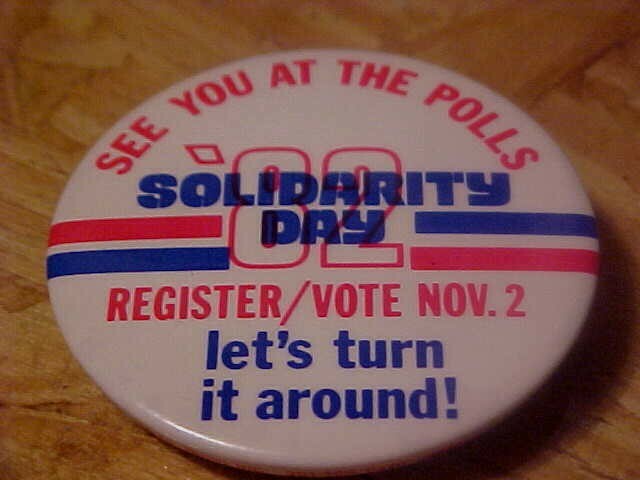 SEE YOU AT THE POLLS
'82
SOLIDARITY
DAY
REGISTER/VOTE NOV. 2
let's turn
it around!